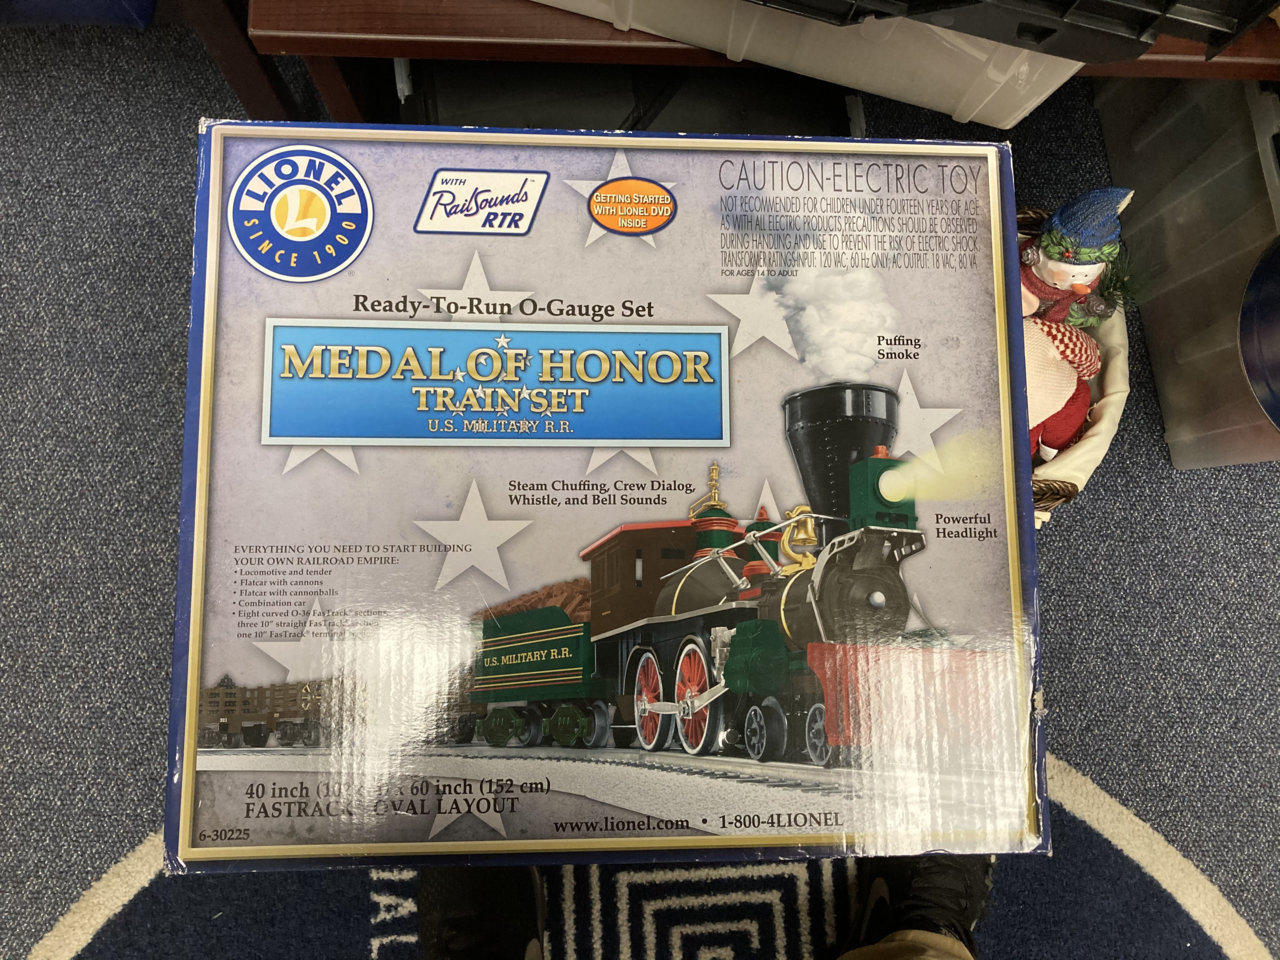 LIONEL
SINCE 1900
WITH
RailSounds™
RTR
GETTING STARTED
WITH LIONEL DVD
INSIDE
CAUTION-ELECTRIC TOY
NOT RECOMMENDED FOR CHILDREN UNDER FOURTEEN YEARS OF AGE.
AS WITH ALL ELECTRIC PRODUCTS, PRECAUTIONS SHOULD BE OBSERVED
DURING HANDLING AND USE TO PREVENT THE RISK OF ELECTRIC SHOCK.
TRANSFORMER RATINGS-INPUT: 120 VAC, 60 Hz ONLY; AC OUTPUT: 18 VAC, 80 VA
FOR AGES 14 TO ADULT
Ready-To-Run O-Gauge Set
MEDAL OF HONOR
TRAIN SET
U.S. MILITARY R.R.
Puffing
Smoke
Steam Chuffing, Crew Dialog,
Whistle, and Bell Sounds
Powerful
Headlight
EVERYTHING YOU NEED TO START BUILDING
YOUR OWN RAILROAD EMPIRE:
• Locomotive and tender
• Flatcar with cannons
• Flatcar with cannonballs
• Combination car
• Eight curved O-36 FasTrack® sections,
three 10" straight FasTrack®
one 10" FasTrack® terminal
U.S. MILITARY R.R.
40 inch x 60 inch (152 cm)
FASTRACK OVAL LAYOUT
www.lionel.com • 1-800-4LIONEL
6-30225